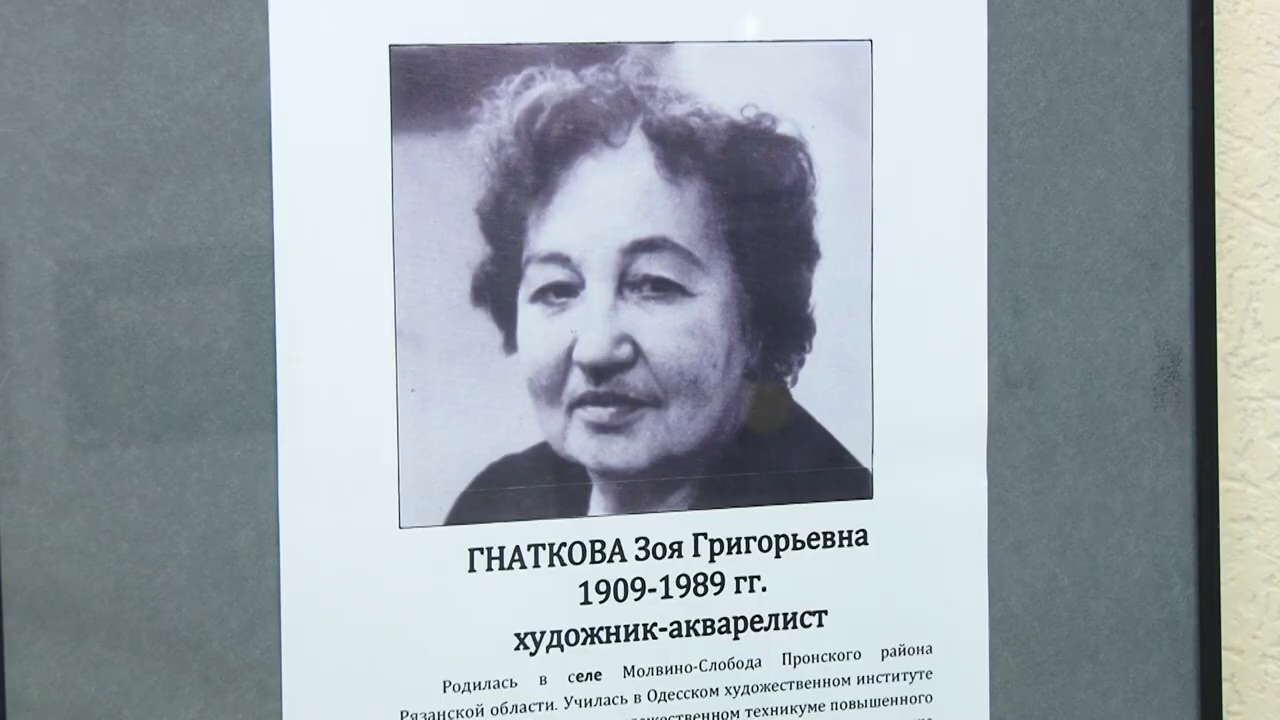 ГНАТКОВА Зоя Григорьевна
1909-1989 гг.
художник-акварелист
Родилась в селе Молвино-Слобода Пронского района
Рязанской области. Училась в Одесском художественном институте
техникуме повышенного